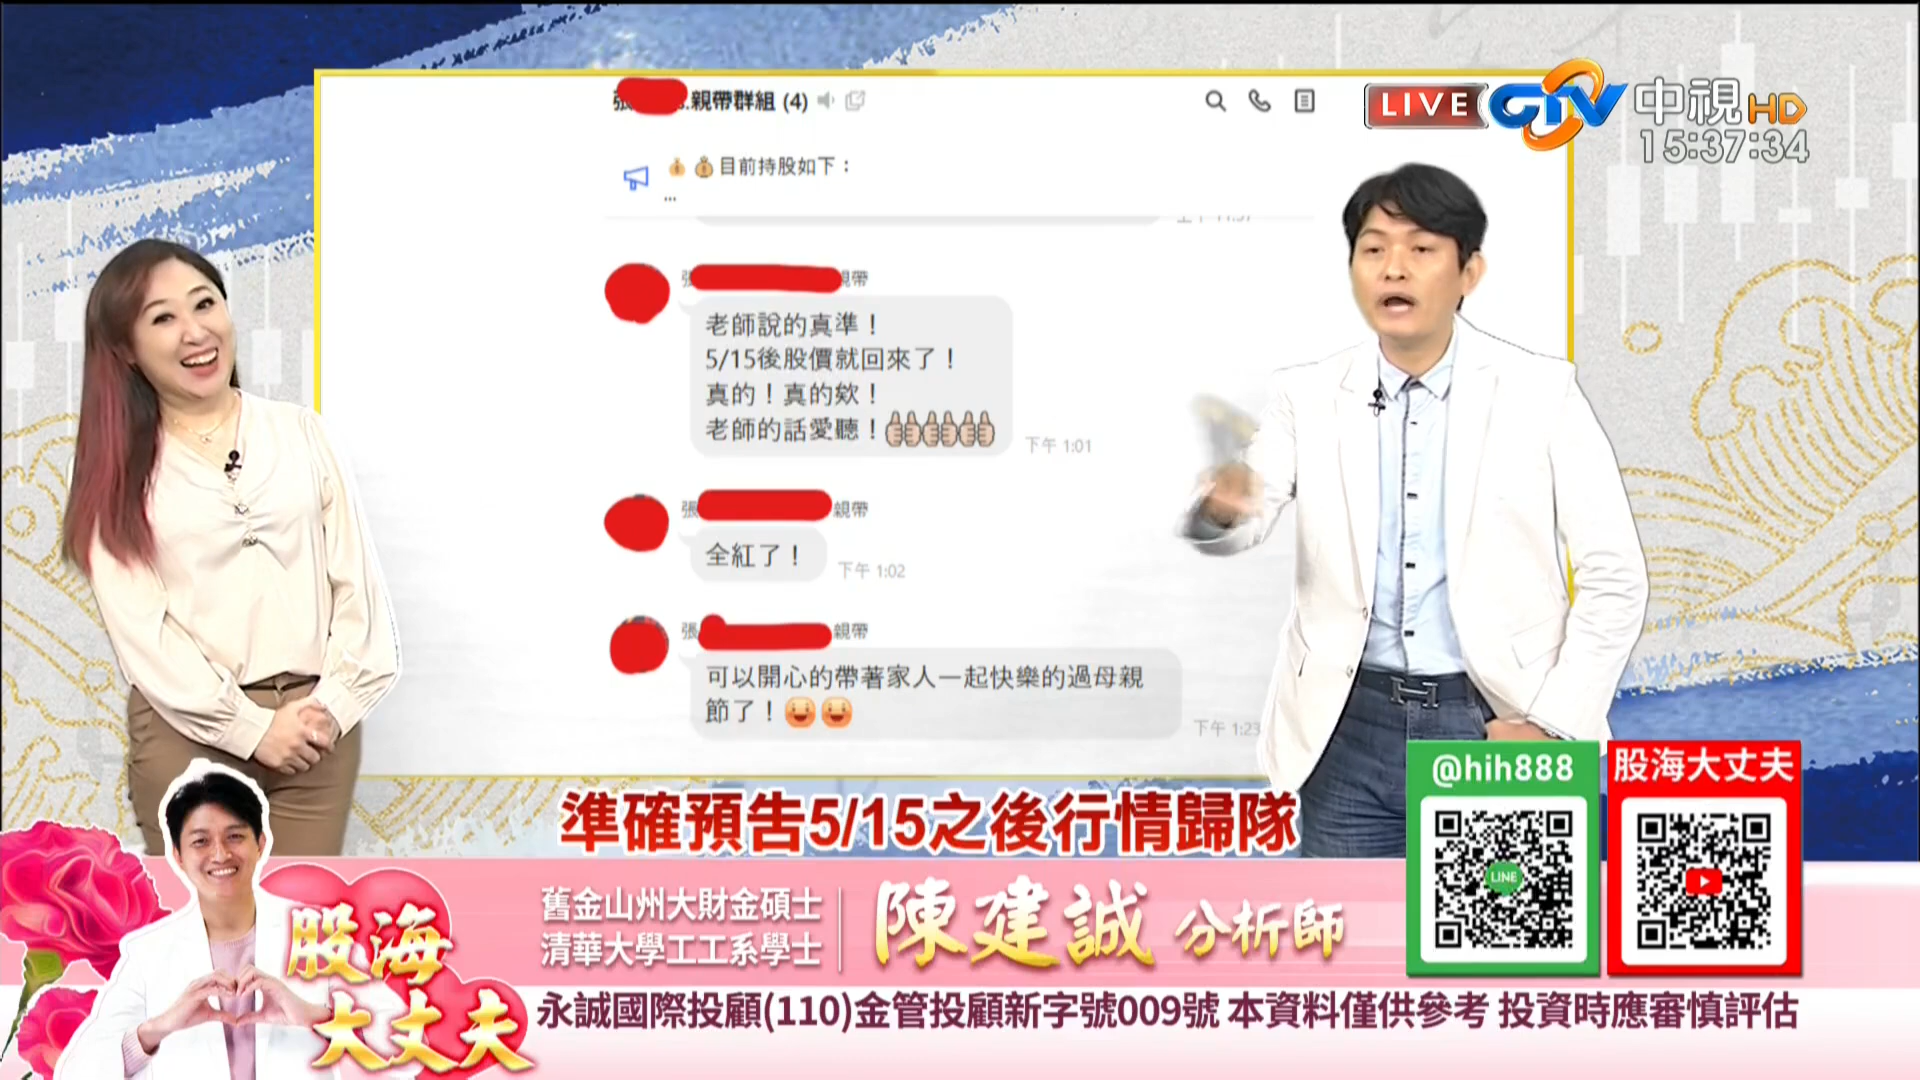 張 .親帶群組 (4)
目前持股如下：
...
LIVE CTV 中視HD
15:37:34
張 親帶
老師說的真準！
5/15後股價就回來了！
真的！真的欸！
老師的話愛聽！
下午 1:01
張 親帶
全紅了！
下午 1:02
張 親帶
可以開心的帶著家人一起快樂的過母親
節了！
下午 1:23
準確預告5/15之後行情歸隊
@hih888
LINE
股海大丈夫
股海
大丈夫
舊金山州大財金碩士
清華大學工工系學士
陳建誠 分析師
永誠國際投顧(110)金管投顧新字號009號 本資料僅供參考 投資時應審慎評估